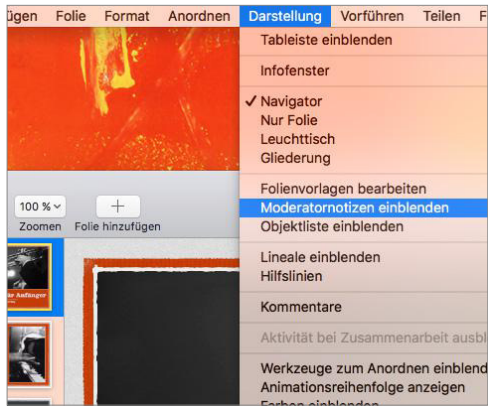 Folie Format Anordnen Darstellung Vorführen Teilen
Tableiste einblenden
Infofenster
✓ Navigator
Nur Folie
Leuchttisch
Gliederung
Folienvorlagen bearbeiten
Moderatornotizen einblenden
Objektliste einblenden
Lineale einblenden
Hilfslinien
Kommentare
Aktivität bei Zusammenarbeit ausbl
Werkzeuge zum Anordnen einblend
Animationsreihenfolge anzeigen
Farben einblenden
100 %
Zoomen Folie hinzufügen
für Anfänger